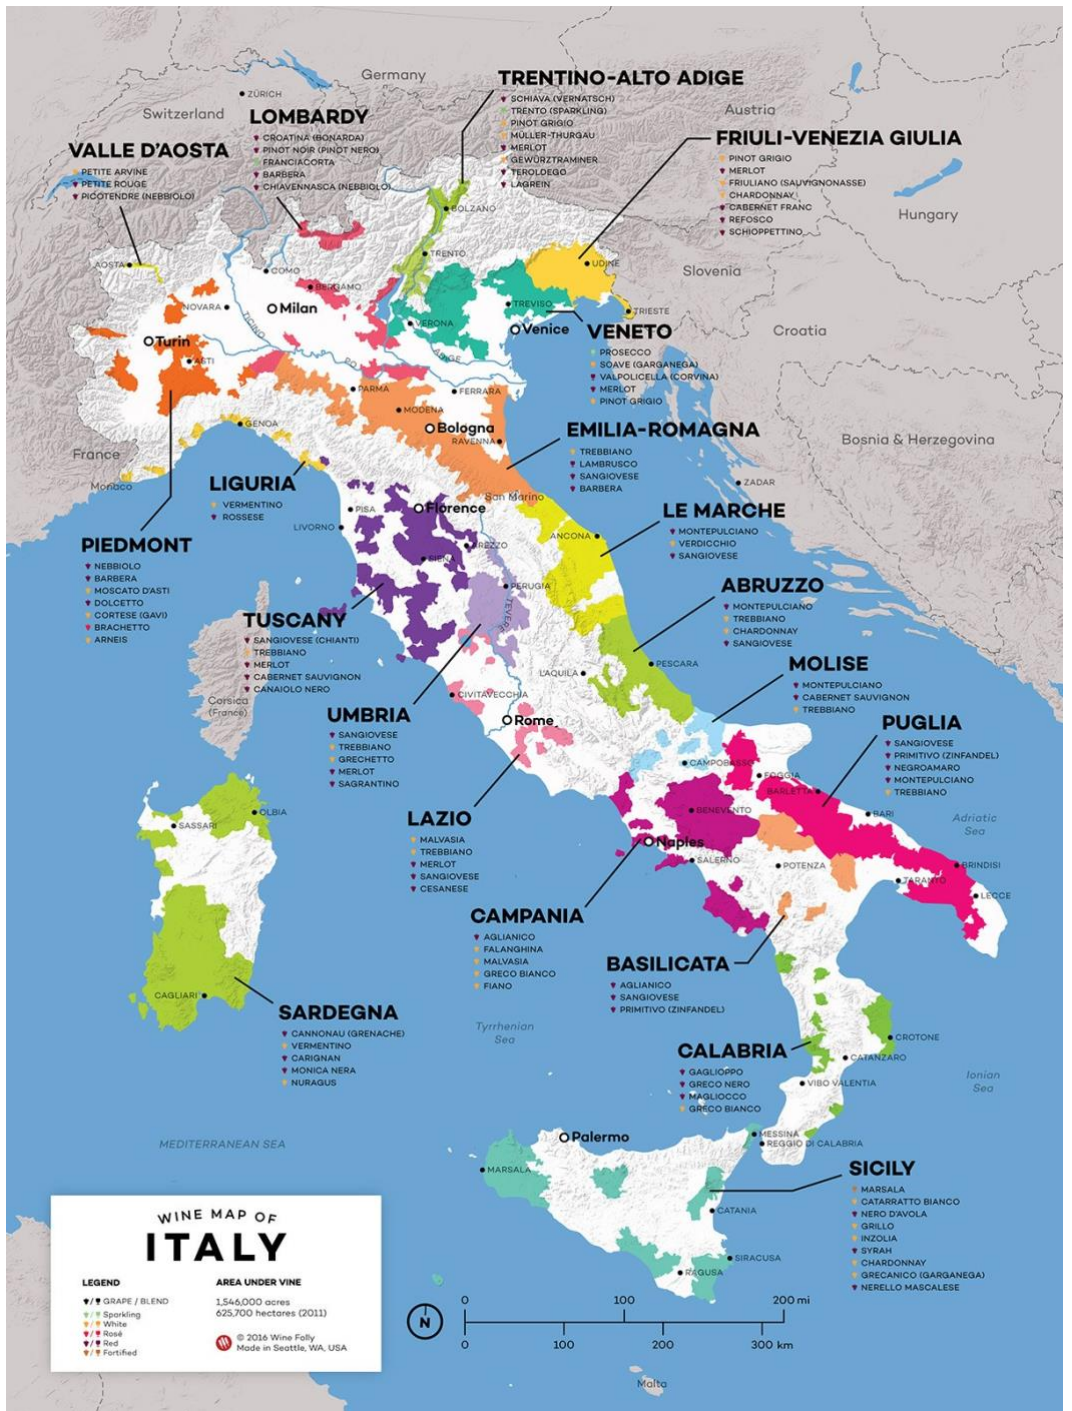 Germany
ZÜRICH
Switzerland
Austria
Hungary
Slovenia
Croatia
Bosnia & Herzegovina
France
Monaco
TRENTINO-ALTO ADIGE
SCHIAVA (VERNATSCH)
TRENTO (SPARKLING)
PINOT GRIGIO
MÜLLER-THURGAU
MERLOT
GEWÜRZTRAMINER
TEROLDEGO
LAGREIN
LOMBARDY
CROATINA (BONARDA)
PINOT NOIR (PINOT NERO)
FRANCIACORTA
BARBERA
CHIAVENNASCA (NEBBIOLO)
VALLE D'AOSTA
PETITE ARVINE
PETITE ROUGE
PICOTENDRE (NEBBIOLO)
FRIULI-VENEZIA GIULIA
PINOT GRIGIO
MERLOT
FRIULIANO (SAUVIGNONASSE)
CHARDONNAY
CABERNET FRANC
REFOSCO
SCHIOPPETTINO
BOLZANO
TRENTO
UDINE
AOSTA
COMO
BERGAMO
NOVARA
Milan
TICINO
TREVISO
TRIESTE
VERONA
Venice
Turin
ASTI
PO
ADIGE
VENETO
PROSECCO
SOAVE (GARGANEGA)
VALPOLICELLA (CORVINA)
MERLOT
PINOT GRIGIO
PARMA
FERRARA
MODENA
Bologna
RAVENNA
GENOA
EMILIA-ROMAGNA
TREBBIANO
LAMBRUSCO
SANGIOVESE
BARBERA
LIGURIA
VERMENTINO
ROSSESE
San Marino
ZADAR
PISA
Florence
LIVORNO
AREZZO
SIENA
ANCONA
LE MARCHE
MONTEPULCIANO
VERDICCHIO
SANGIOVESE
PIEDMONT
NEBBIOLO
BARBERA
MOSCATO D'ASTI
DOLCETTO
CORTESE (GAVI)
BRACHETTO
ARNEIS
PERUGIA
TEVERE
ABRUZZO
MONTEPULCIANO
TREBBIANO
CHARDONNAY
SANGIOVESE
TUSCANY
SANGIOVESE (CHIANTI)
TREBBIANO
MERLOT
CABERNET SAUVIGNON
CANAIOLO NERO
Corsica
(France)
L'AQUILA
PESCARA
CIVITAVECCHIA
Rome
MOLISE
MONTEPULCIANO
CABERNET SAUVIGNON
TREBBIANO
UMBRIA
SANGIOVESE
TREBBIANO
GRECHETTO
MERLOT
SAGRANTINO
PUGLIA
SANGIOVESE
PRIMITIVO (ZINFANDEL)
NEGROAMARO
MONTEPULCIANO
TREBBIANO
CAMPOBASSO
FOGGIA
BARLETTA
BARI
Adriatic
Sea
BENEVENTO
Naples
SALERNO
POTENZA
BRINDISI
TARANTO
LECCE
OLBIA
SASSARI
CAGLIARI
LAZIO
MALVASIA
TREBBIANO
MERLOT
SANGIOVESE
CESANESE
CAMPANIA
AGLIANICO
FALANGHINA
MALVASIA
GRECO BIANCO
FIANO
BASILICATA
AGLIANICO
SANGIOVESE
PRIMITIVO (ZINFANDEL)
SARDEGNA
CANNONAU (GRENACHE)
VERMENTINO
CARIGNAN
MONICA NERA
NURAGUS
Tyrrhenian
Sea
CALABRIA
GAGLIOPPO
GRECO NERO
MAGLIOCCO
GRECO BIANCO
CROTONE
CATANZARO
VIBO VALENTIA
Ionian
Sea
MEDITERRANEAN SEA
Palermo
MESSINA
REGGIO DI CALABRIA
MARSALA
CATANIA
SIRACUSA
RAGUSA
SICILY
MARSALA
CATARRATTO BIANCO
NERO D'AVOLA
GRILLO
INZOLIA
SYRAH
CHARDONNAY
GRECANICO (GARGANEGA)
NERELLO MASCALESE
WINE MAP OF
ITALY
LEGEND
/ GRAPE / BLEND
/ Sparkling
/ White
/ Rosé
/ Red
/ Fortified
AREA UNDER VINE
1,546,000 acres
625,700 hectares (2011)
© 2016 Wine Folly
Made in Seattle, WA, USA
N
0 100 200 mi
0 100 200 300 km
Malta